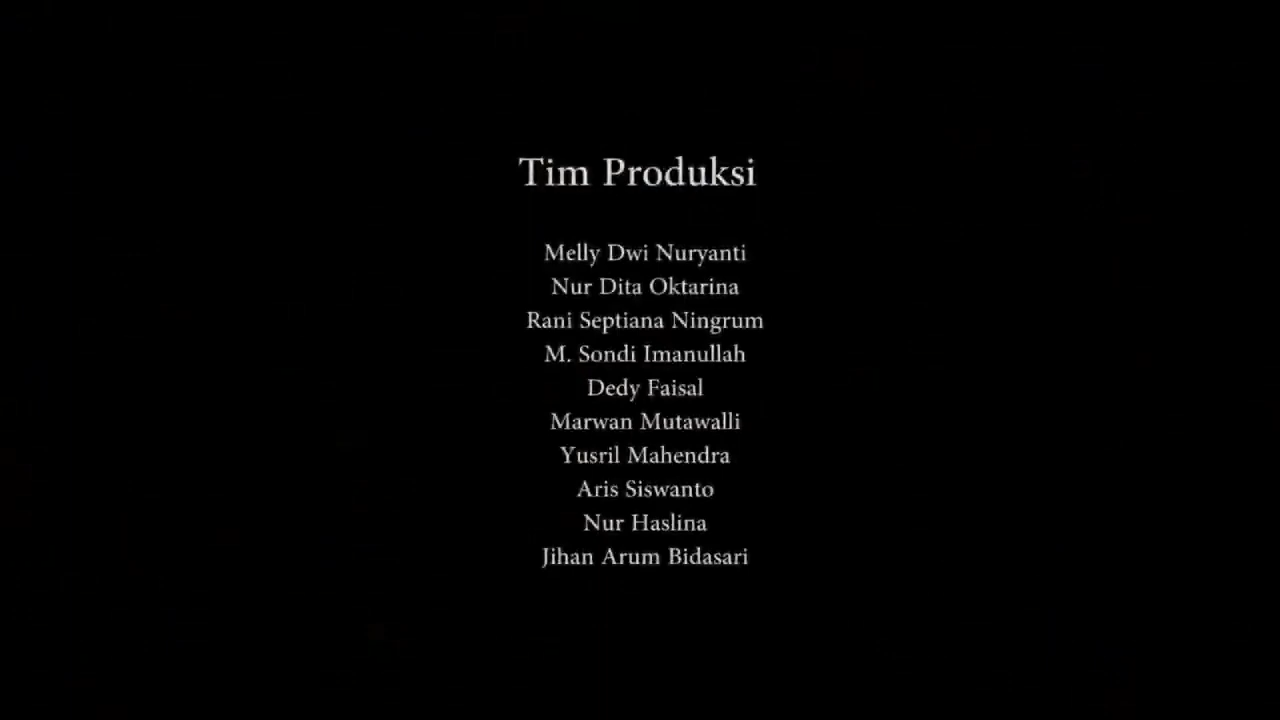 Tim Produksi
Melly Dwi Nuryanti
Nur Dita Oktarina
Rani Septiana Ningrum
M. Sondi Imanullah
Dedy Faisal
Marwan Mutawalli
Yusril Mahendra
Aris Siswanto
Nur Haslina
Jihan Arum Bidasari